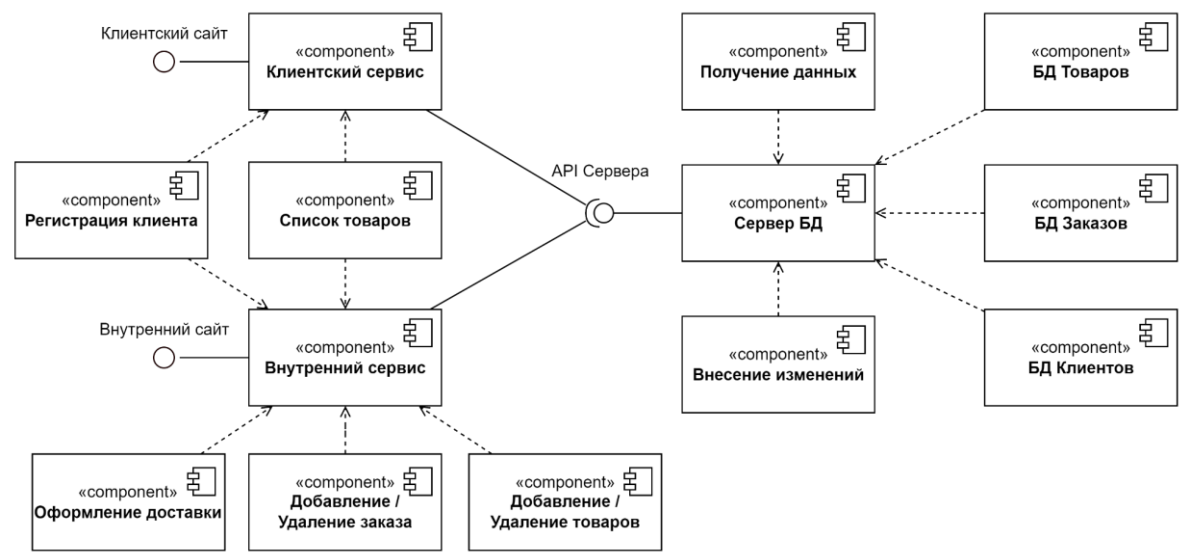 Клиентский сайт
«component»
Клиентский сервис
«component»
Получение данных
«component»
БД Товаров
«component»
Регистрация клиента
«component»
Список товаров
API Сервера
«component»
Сервер БД
«component»
БД Заказов
Внутренний сайт
«component»
Внутренний сервис
«component»
Внесение изменений
«component»
БД Клиентов
«component»
Оформление доставки
«component»
Добавление /
Удаление заказа
«component»
Добавление /
Удаление товаров